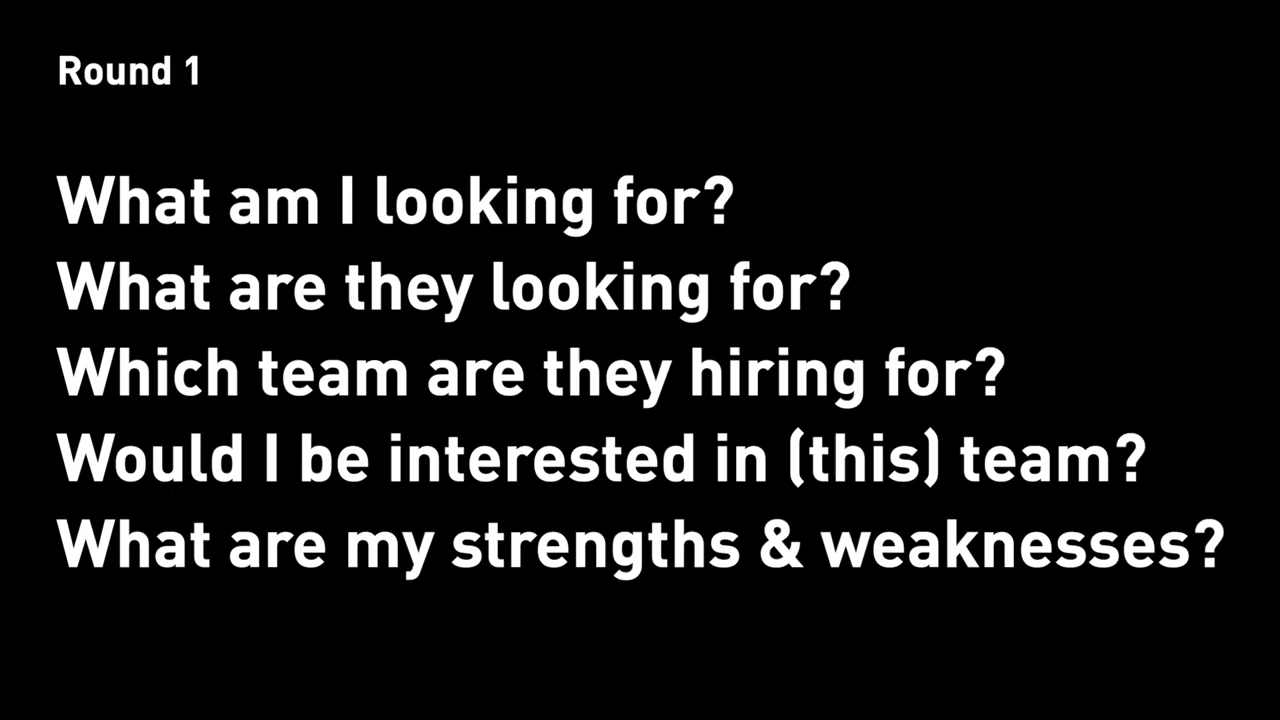 Round 1
What am I looking for?
What are they looking for?
Which team are they hiring for?
Would I be interested in (this) team?
What are my strengths & weaknesses?